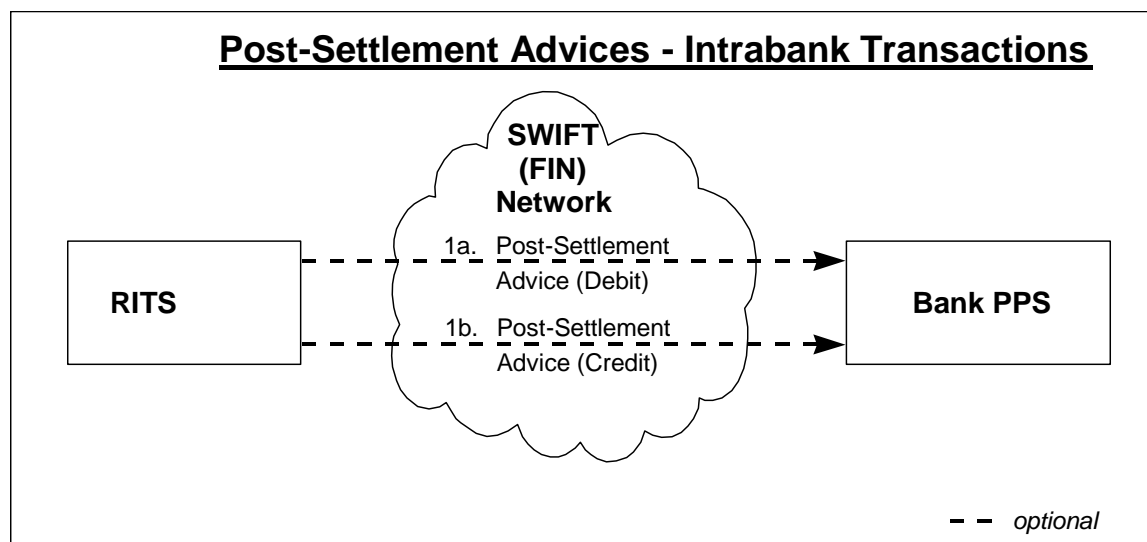 Post-Settlement Advices - Intrabank Transactions
SWIFT
(FIN)
Network
1a. Post-Settlement
Advice (Debit)
RITS
Bank PPS
1b. Post-Settlement
Advice (Credit)
optional